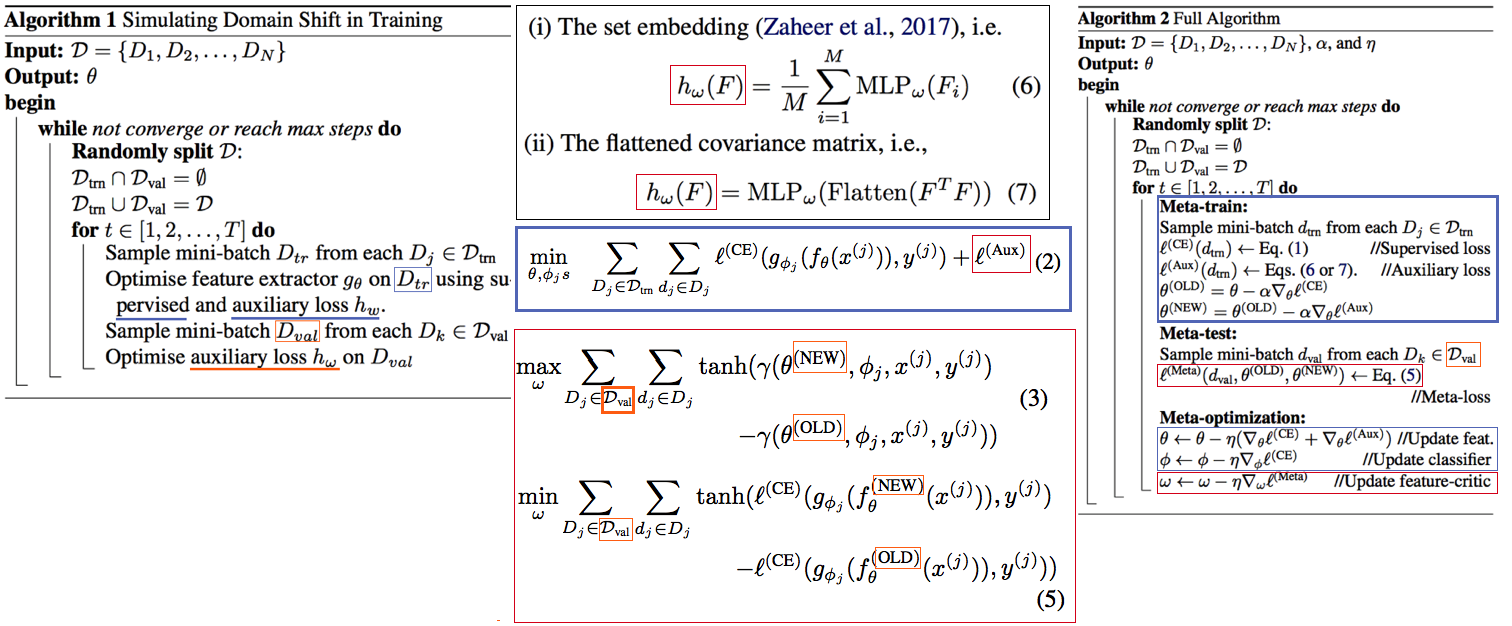 Algorithm 1 Simulating Domain Shift in Training
Input: 𝒟 = {D₁, D₂, . . . , D_N}
Output: θ
begin
while not converge or reach max steps do
Randomly split 𝒟:
𝒟_trn ∩ 𝒟_val = ∅
𝒟_trn ∪ 𝒟_val = 𝒟
for t ∈ [1, 2, . . . , T] do
Sample mini-batch D_tr from each D_j ∈ 𝒟_trn
Optimise feature extractor g_θ on D_tr using su-
pervised and auxiliary loss h_w.
Sample mini-batch D_val from each D_k ∈ 𝒟_val
Optimise auxiliary loss h_ω on D_val
(i) The set embedding (Zaheer et al., 2017), i.e.
h_ω(F) = 1/M ∑_{i=1}^{M} MLP_ω(F_i) (6)
(ii) The flattened covariance matrix, i.e.,
h_ω(F) = MLP_ω(Flatten(F^T F)) (7)
min_{θ,ϕ_j s} ∑_{D_j∈𝒟_trn} ∑_{d_j∈D_j} ℓ^(CE)(g_{ϕ_j}(f_θ(x^(j))), y^(j)) + ℓ^(Aux) (2)
max_ω ∑_{D_j∈𝒟_val} ∑_{d_j∈D_j} tanh(γ(θ^(NEW), ϕ_j, x^(j), y^(j))
−γ(θ^(OLD), ϕ_j, x^(j), y^(j))) (3)
min_ω ∑_{D_j∈𝒟_val} ∑_{d_j∈D_j} tanh(ℓ^(CE)(g_{ϕ_j}(f_θ^(NEW)(x^(j))), y^(j))
−ℓ^(CE)(g_{ϕ_j}(f_θ^(OLD)(x^(j))), y^(j)))
(5)
Algorithm 2 Full Algorithm
Input: 𝒟 = {D₁, D₂, . . . , D_N}, α, and η
Output: θ
begin
while not converge or reach max steps do
Randomly split 𝒟:
𝒟_trn ∩ 𝒟_val = ∅
𝒟_trn ∪ 𝒟_val = 𝒟
for t ∈ [1, 2, . . . , T] do
Meta-train:
Sample mini-batch d_trn from each D_j ∈ 𝒟_trn
ℓ^(CE)(d_trn) ← Eq. (1) //Supervised loss
ℓ^(Aux)(d_trn) ← Eqs. (6 or 7). //Auxiliary loss
θ^(OLD) = θ − α∇_θ ℓ^(CE)
θ^(NEW) = θ^(OLD) − α∇_θ ℓ^(Aux)
Meta-test:
Sample mini-batch d_val from each D_k ∈ 𝒟_val
ℓ^(Meta)(d_val, θ^(OLD), θ^(NEW)) ← Eq. (5)
//Meta-loss
Meta-optimization:
θ ← θ − η(∇_θ ℓ^(CE) + ∇_θ ℓ^(Aux)) //Update feat.
ϕ ← ϕ − η∇_ϕ ℓ^(CE) //Update classifier
ω ← ω − η∇_ω ℓ^(Meta) //Update feature-critic